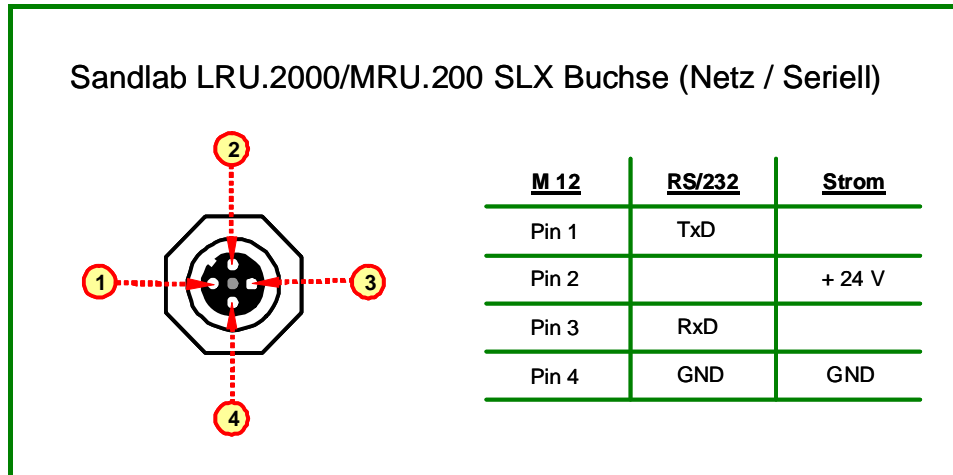 Sandlab LRU.2000/MRU.200 SLX Buchse (Netz / Seriell)
2
1
3
4
M 12 RS/232 Strom
Pin 1 TxD
Pin 2 + 24 V
Pin 3 RxD
Pin 4 GND GND